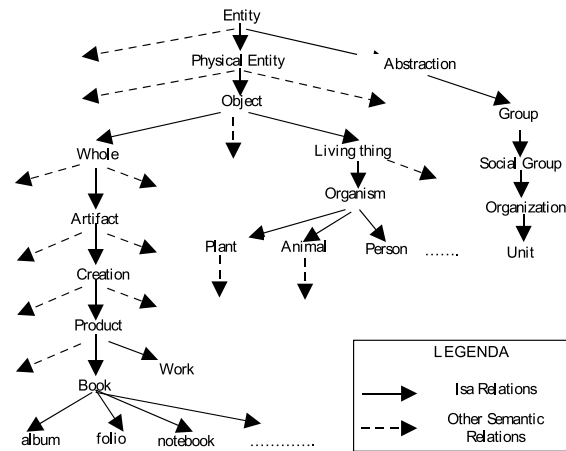 Entity
Physical Entity
Abstraction
Object
Group
Whole
Living thing
Social Group
Organism
Artifact
Organization
Plant
Animal
Person
........
Unit
Creation
Product
Work
Book
album
folio
notebook
..............
LEGENDA
Isa Relations
Other Semantic
Relations